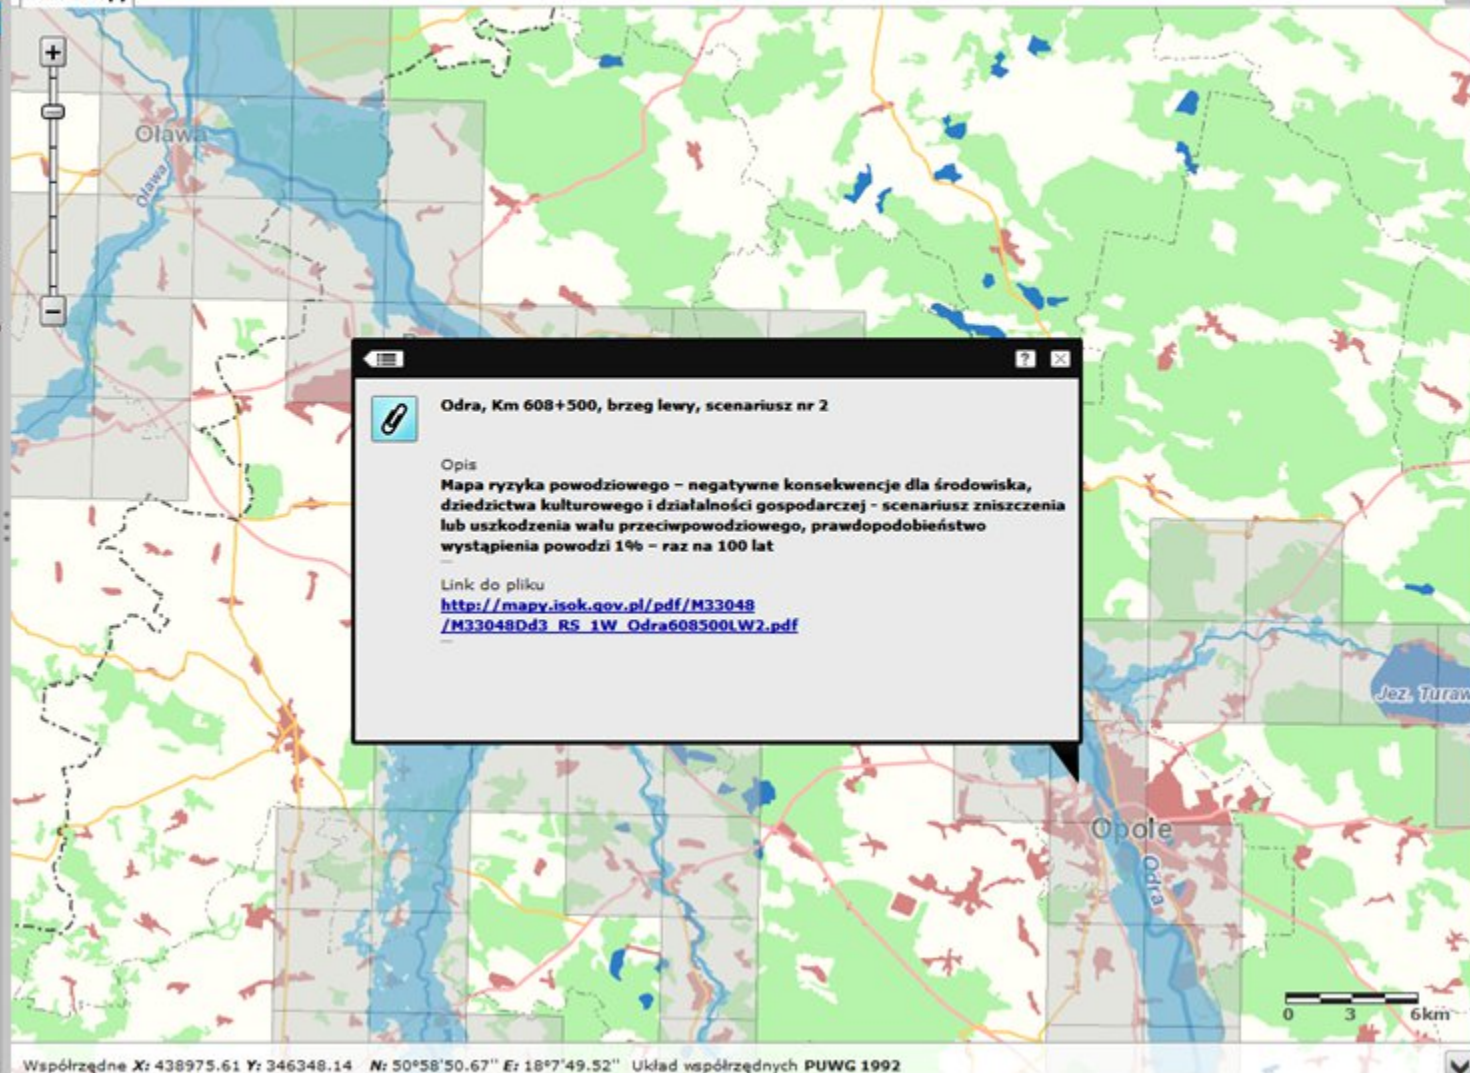 Oława
Oława
Odra, Km 608+500, brzeg lewy, scenariusz nr 2
Opis
Mapa ryzyka powodziowego – negatywne konsekwencje dla środowiska,
dziedzictwa kulturowego i działalności gospodarczej - scenariusz zniszczenia
lub uszkodzenia wału przeciwpowodziowego, prawdopodobieństwo
wystąpienia powodzi 1% – raz na 100 lat
Link do pliku
http://mapy.isok.gov.pl/pdf/M33048
/M33048Dd3_RS_1W_Odra608500LW2.pdf
Jez. Turaw
Opole
Odra
0 3 6km
Współrzędne X: 438975.61 Y: 346348.14 N: 50°58'50.67'' E: 18°7'49.52'' Układ współrzędnych PUWG 1992